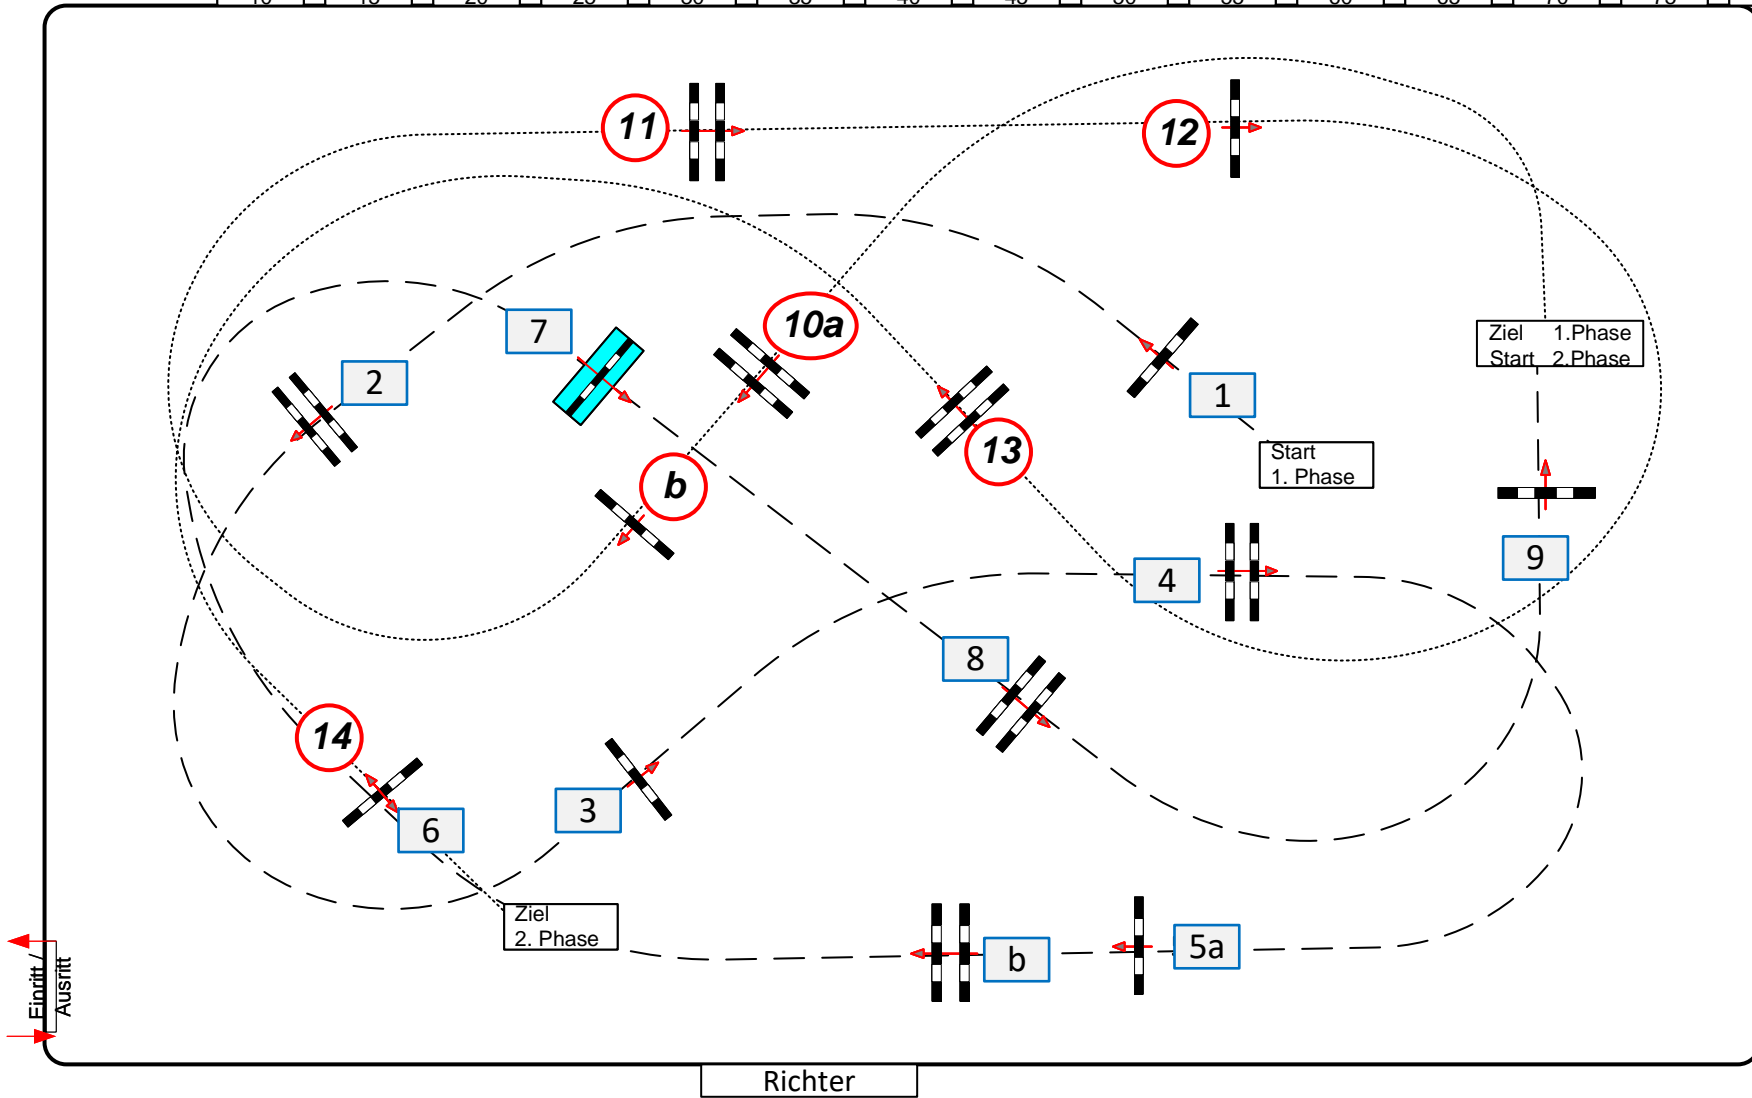 11
12
10a
7
2
1
Ziel 1.Phase
Start 2.Phase
Start
1. Phase
13
b
9
4
8
14
3
6
Ziel
2. Phase
b
5a
Einritt /
Ausritt
Richter